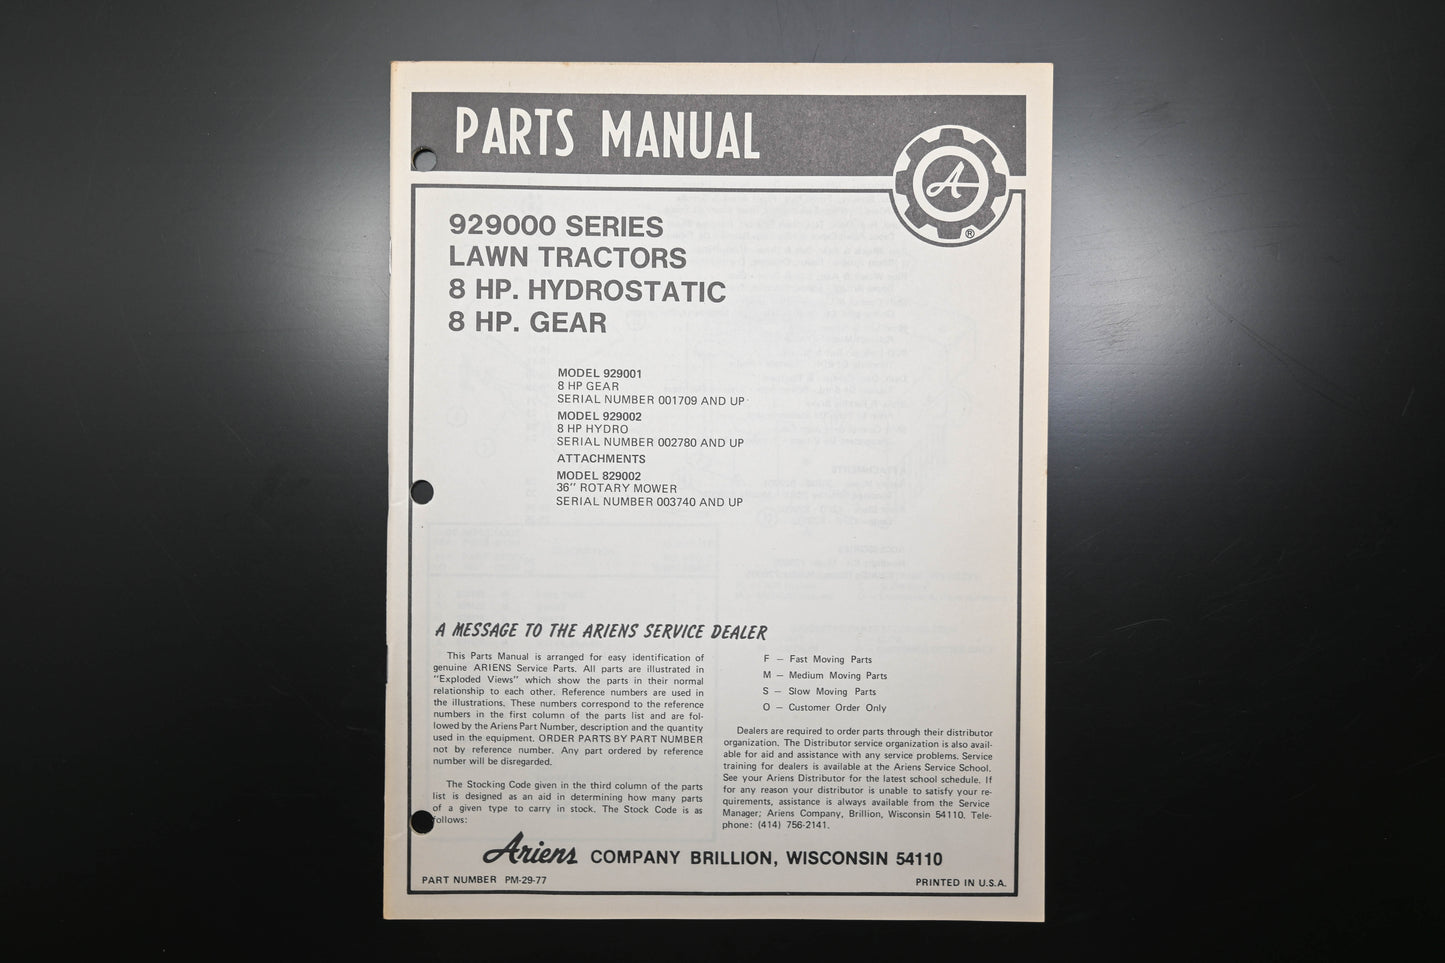 PARTS MANUAL
A
®
929000 SERIES
LAWN TRACTORS
8 HP. HYDROSTATIC
8 HP. GEAR
MODEL 929001
8 HP GEAR
SERIAL NUMBER 001709 AND UP
MODEL 929002
8 HP HYDRO
SERIAL NUMBER 002780 AND UP
ATTACHMENTS
MODEL 829002
36" ROTARY MOWER
SERIAL NUMBER 003740 AND UP
A MESSAGE TO THE ARIENS SERVICE DEALER
This Parts Manual is arranged for easy identification of
genuine ARIENS Service Parts. All parts are illustrated in
"Exploded Views" which show the parts in their normal
relationship to each other. Reference numbers are used in
the illustrations. These numbers correspond to the reference
numbers in the first column of the parts list and are fol-
lowed by the Ariens Part Number, description and the quantity
used in the equipment. ORDER PARTS BY PART NUMBER
not by reference number. Any part ordered by reference
number will be disregarded.
The Stocking Code given in the third column of the parts
list is designed as an aid in determining how many parts
of a given type to carry in stock. The Stock Code is as
follows:
F — Fast Moving Parts
M — Medium Moving Parts
S — Slow Moving Parts
O — Customer Order Only
Dealers are required to order parts through their distributor
organization. The Distributor service organization is also avail-
able for aid and assistance with any service problems. Service
training for dealers is available at the Ariens Service School.
See your Ariens Distributor for the latest school schedule. If
for any reason your distributor is unable to satisfy your re-
quirements, assistance is always available from the Service
Manager; Ariens Company, Brillion, Wisconsin 54110. Tele-
phone: (414) 756-2141.
Ariens COMPANY BRILLION, WISCONSIN 54110
PART NUMBER PM-29-77
PRINTED IN U.S.A.